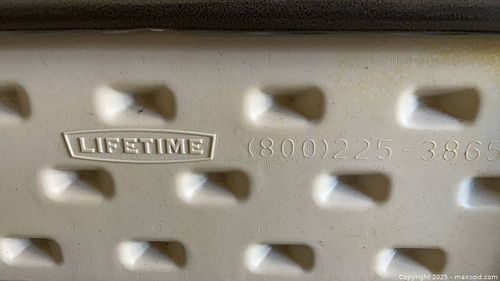 LIFETIME (800)225-3865
Copyright © 2025 - maxsold.com